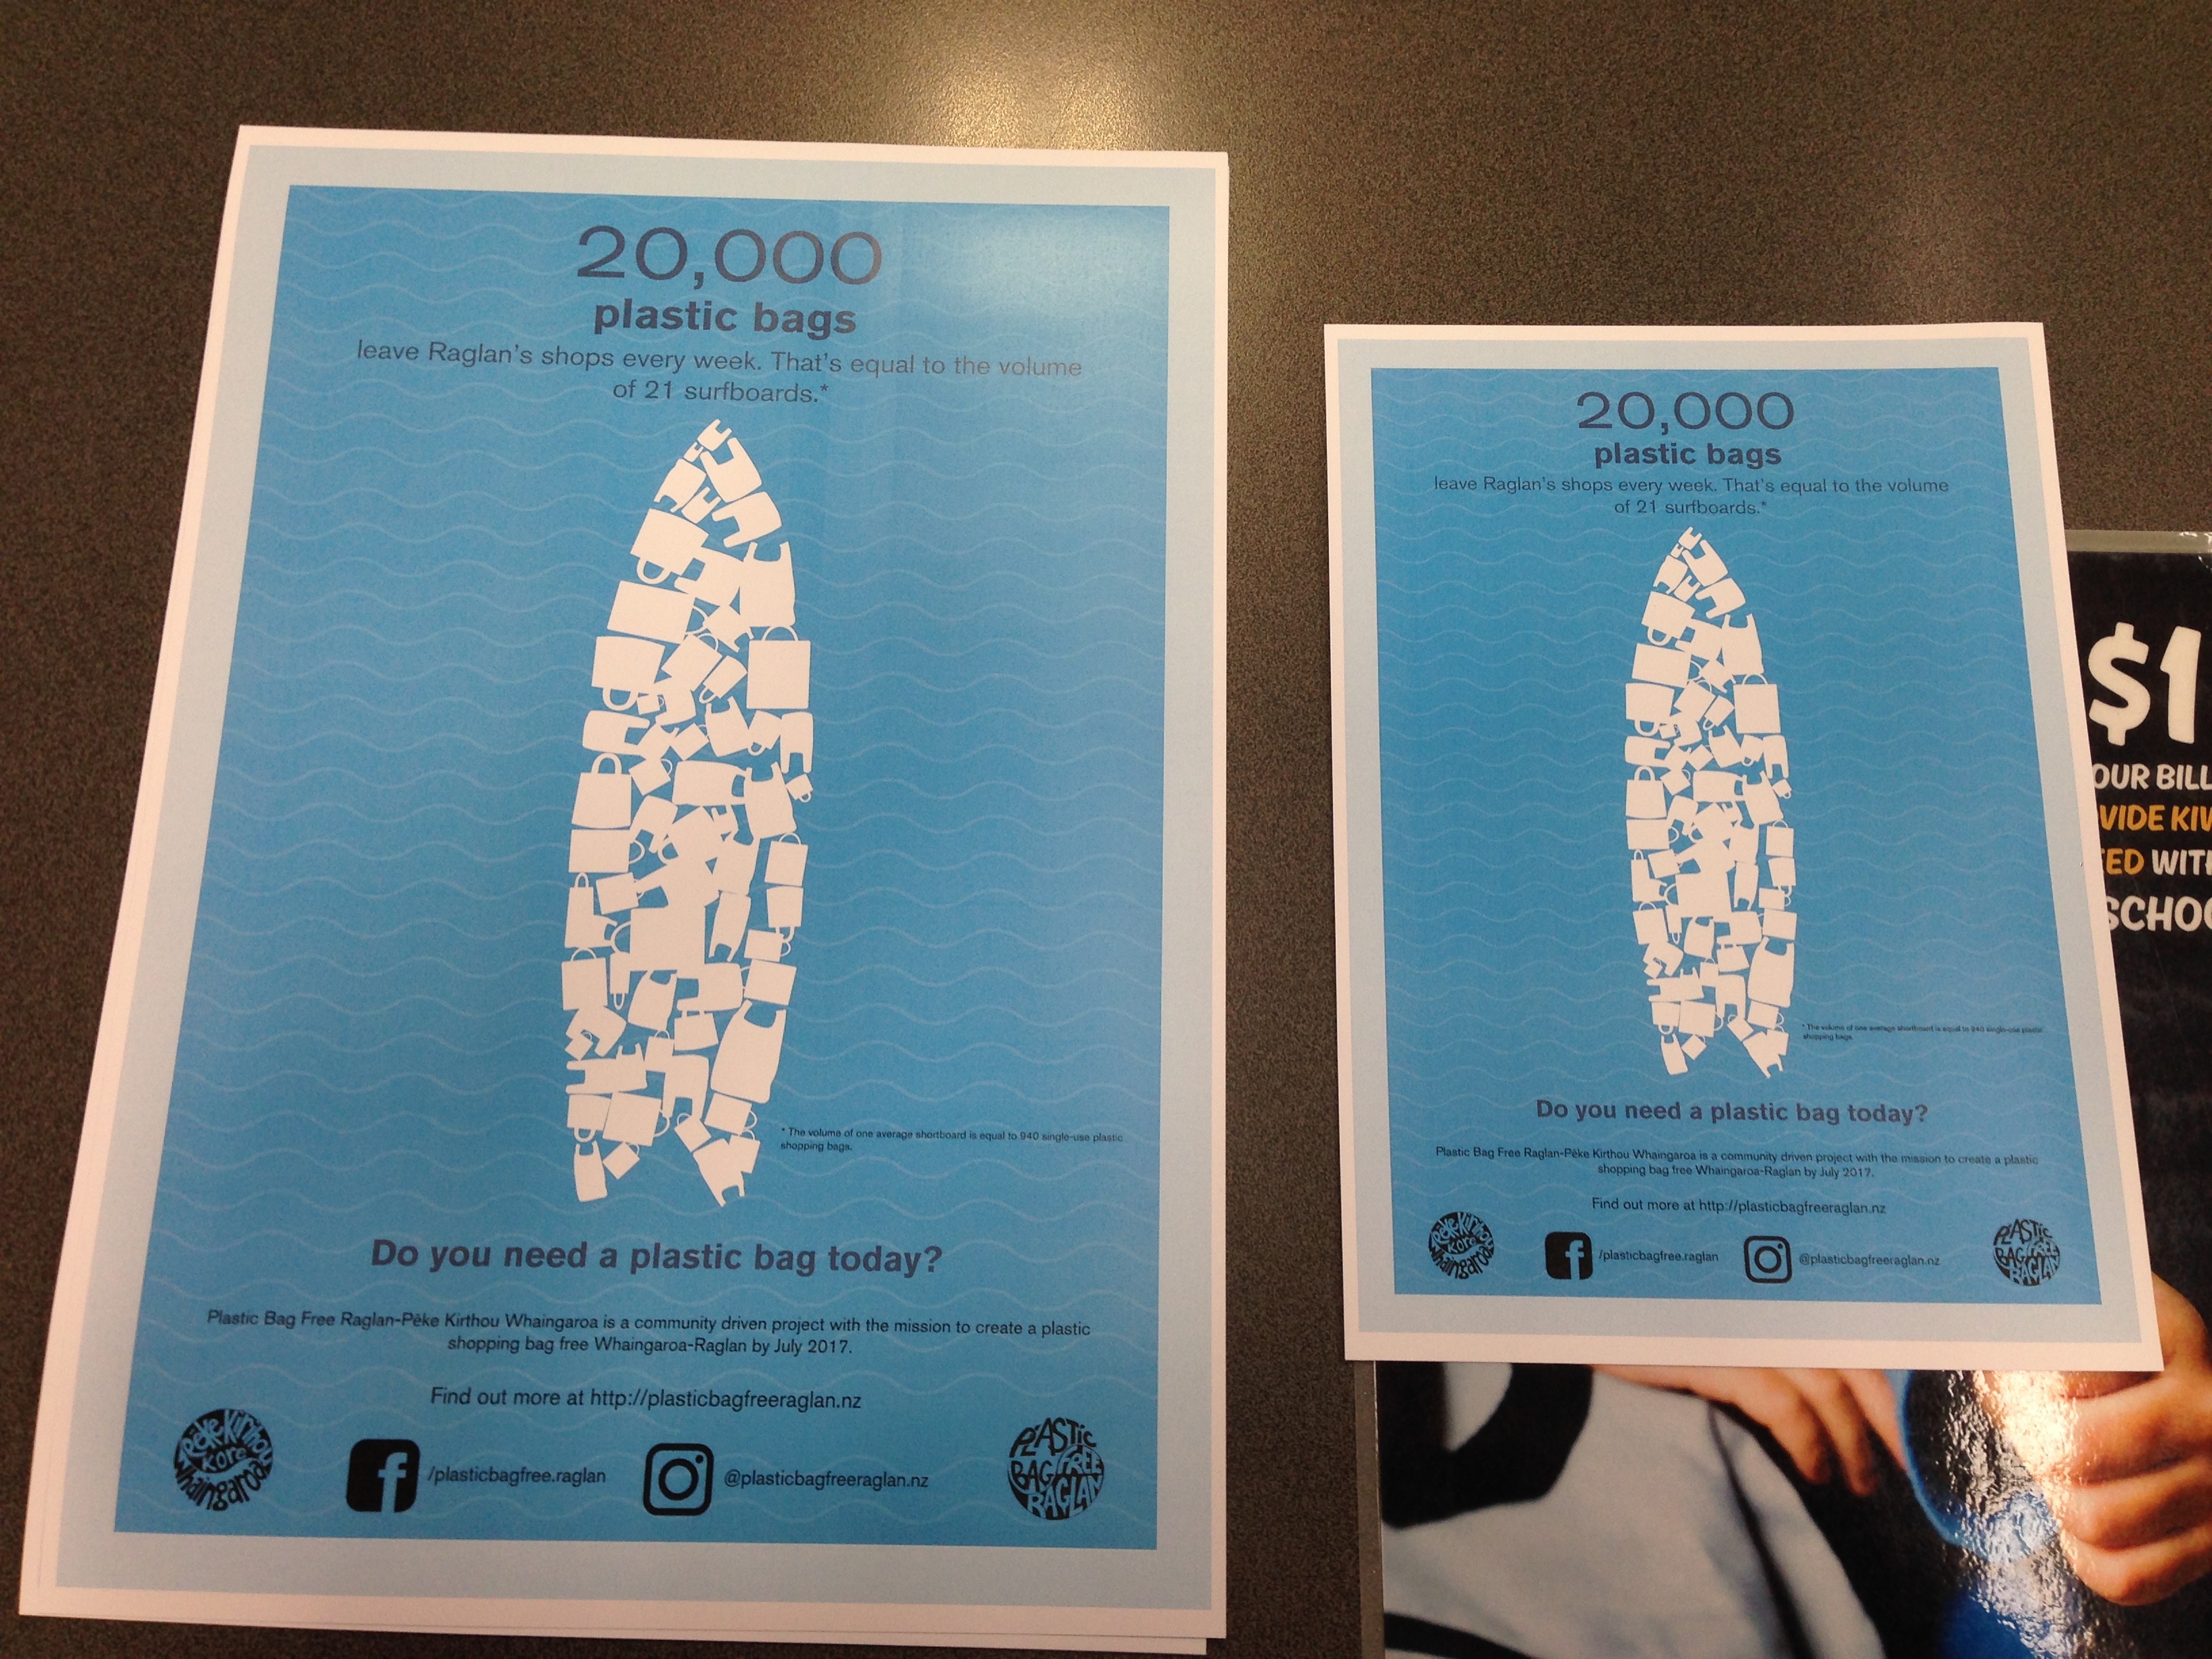 20,000
plastic bags
leave Raglan's shops every week. That's equal to the volume
of 21 surfboards.*
* The volume of one average shortboard is equal to 940 single-use plastic
shopping bags.
Do you need a plastic bag today?
Plastic Bag Free Raglan-Pēke Kirthou Whaingaroa is a community driven project with the mission to create a plastic
shopping bag free Whaingaroa-Raglan by July 2017.
Find out more at http://plasticbagfreeraglan.nz
Pēke Kirihou
Kore
Whaingaroa
f
/plasticbagfree.raglan
@plasticbagfreeraglan.nz
PLASTIC
BAG FREE
RAGLAN
20,000
plastic bags
leave Raglan's shops every week. That's equal to the volume
of 21 surfboards.*
* The volume of one average shortboard is equal to 940 single-use plastic
shopping bags.
Do you need a plastic bag today?
Plastic Bag Free Raglan-Pēke Kirthou Whaingaroa is a community driven project with the mission to create a plastic
shopping bag free Whaingaroa-Raglan by July 2017.
Find out more at http://plasticbagfreeraglan.nz
Pēke Kirihou
Kore
Whaingaroa
f
/plasticbagfree.raglan
@plasticbagfreeraglan.nz
PLASTIC
BAG FREE
RAGLAN
$1
OUR BILL
VIDE KIW
ED WITH
SCHOO